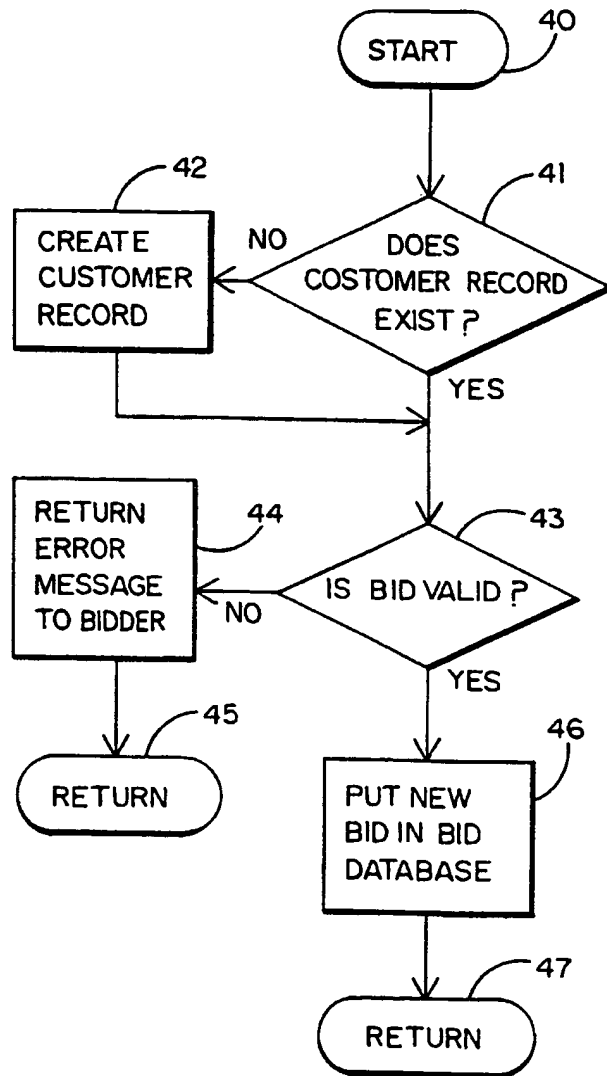 START
40
41
DOES
COSTOMER RECORD
EXIST?
NO
42
CREATE
CUSTOMER
RECORD
YES
43
IS BID VALID?
NO
44
RETURN
ERROR
MESSAGE
TO BIDDER
45
RETURN
YES
46
PUT NEW
BID IN BID
DATABASE
47
RETURN